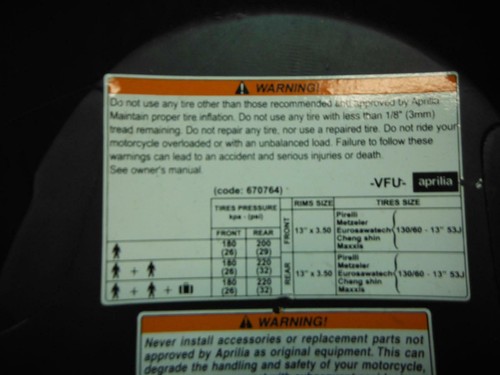 WARNING!
Do not use any tire other than those recommended and approved by Aprilia
Maintain proper tire inflation. Do not use any tire with less than 1/8" (3mm)
tread remaining. Do not repair any tire, nor use a repaired tire. Do not ride your
motorcycle overloaded or with an unbalanced load. Failure to follow these
warnings can lead to an accident and serious injuries or death.
See owner's manual.
-VFU- aprilia
(code: 670764)
TIRES PRESSURE RIMS SIZE TIRES SIZE
kpa - (psi)
FRONT REAR
180 200
(26) (29)
+ 180 220
(26) (32)
+ + 180 220
(26) (32)
FRONT 13" x 3.50
Pirelli
Metzeler
Eurosawatech 130/60 - 13" 53J
Cheng shin
Maxxis
REAR 13" x 3.50
Pirelli
Metzeler
Eurosawatech 130/60 - 13" 53J
Cheng shin
Maxxis
WARNING!
Never install accessories or replacement parts not
approved by Aprilia as original equipment. This can
degrade the handling and safety of your motorcycle,